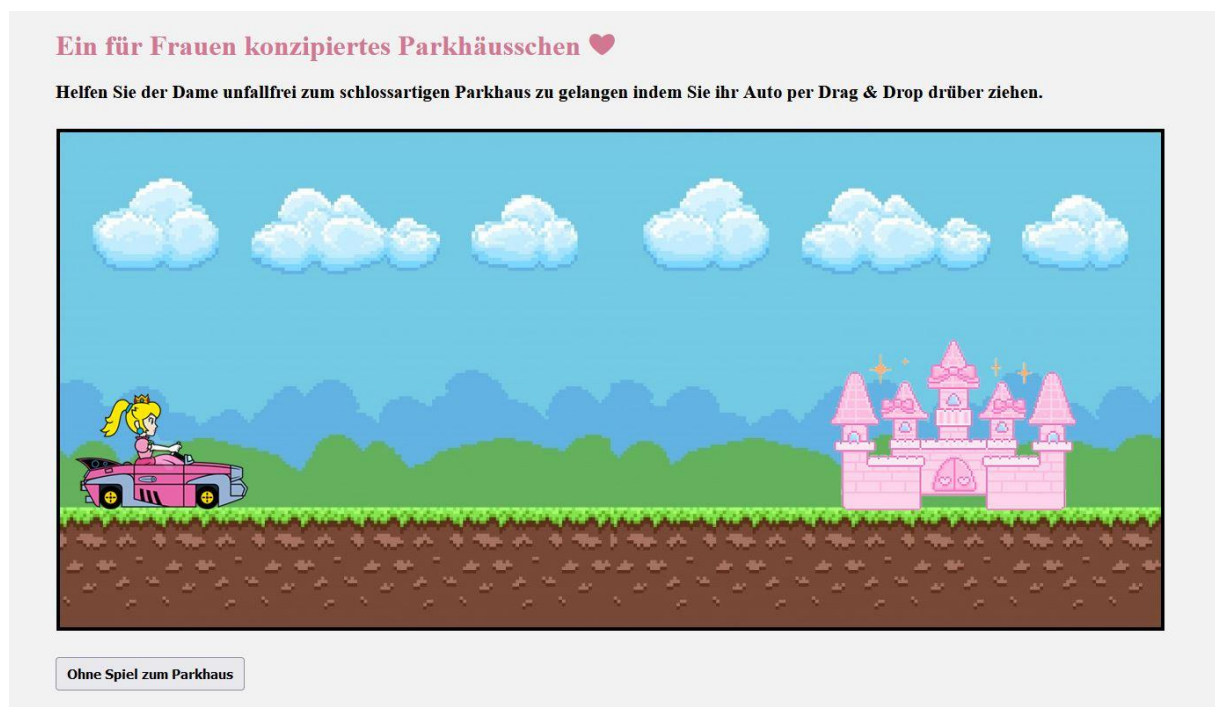 Ein für Frauen konzipiertes Parkhäusschen ♥
Helfen Sie der Dame unfallfrei zum schlossartigen Parkhaus zu gelangen indem Sie ihr Auto per Drag & Drop drüber ziehen.
Ohne Spiel zum Parkhaus